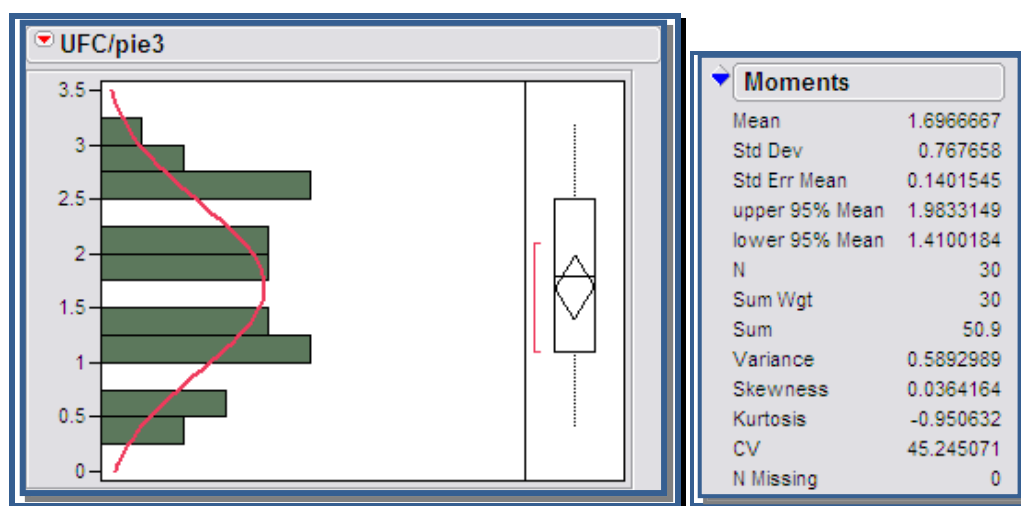 UFC/pie3
3.5
3
2.5
2
1.5
1
0.5
0
Moments
Mean 1.6966667
Std Dev 0.767658
Std Err Mean 0.1401545
upper 95% Mean 1.9833149
lower 95% Mean 1.4100184
N 30
Sum Wgt 30
Sum 50.9
Variance 0.5892989
Skewness 0.0364164
Kurtosis -0.950632
CV 45.245071
N Missing 0